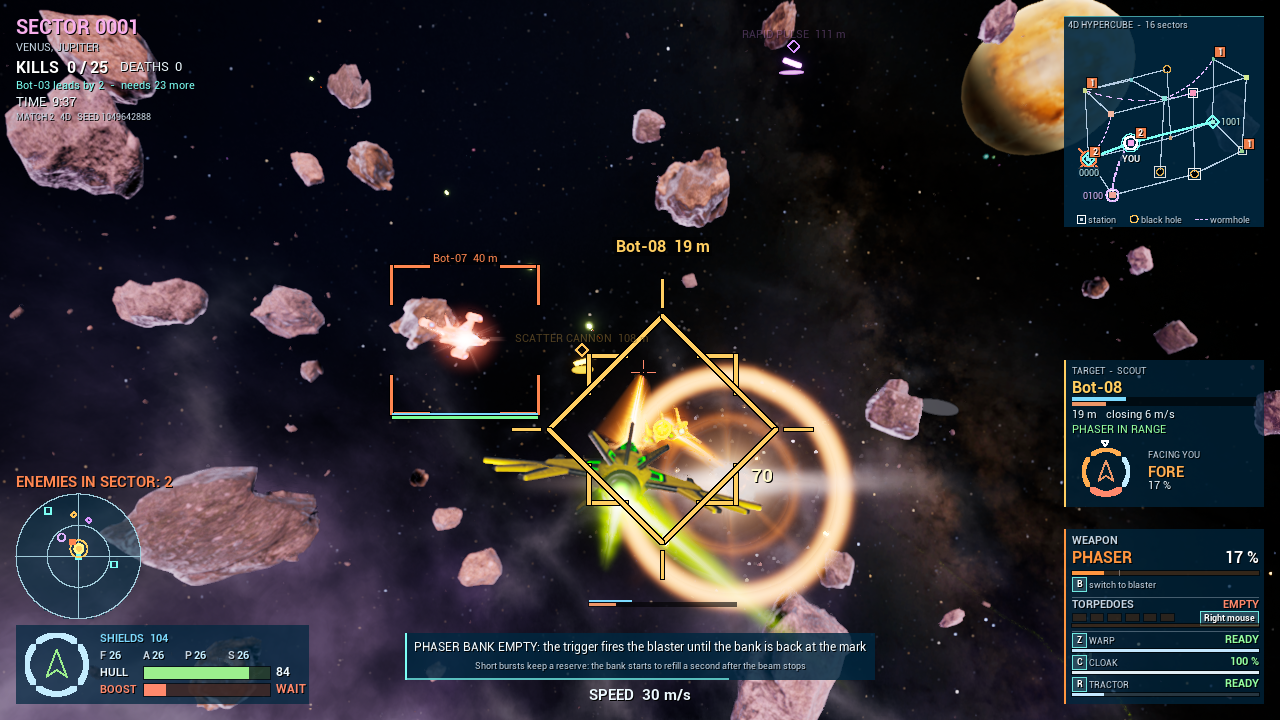 SECTOR 0001
VENUS, JUPITER
KILLS 0 / 25 DEATHS 0
Bot-03 leads by 2 - needs 23 more
TIME 9:37
MATCH 2 4D SEED 1049642888
RAPID PULSE 111 m
4D HYPERCUBE - 16 sectors
1
1
1001
2
2
1
YOU
0000
0100
station black hole wormhole
Bot-08 19 m
Bot-07 40 m
SCATTER CANNON 108 m
70
TARGET - SCOUT
Bot-08
19 m closing 6 m/s
PHASER IN RANGE
FACING YOU
FORE
17 %
ENEMIES IN SECTOR: 2
WEAPON
PHASER 17 %
B switch to blaster
TORPEDOES EMPTY
Right mouse
Z WARP READY
C CLOAK 100 %
R TRACTOR READY
SHIELDS 104
F 26 A 26 P 26 S 26
HULL 84
BOOST WAIT
PHASER BANK EMPTY: the trigger fires the blaster until the bank is back at the mark
Short bursts keep a reserve: the bank starts to refill a second after the beam stops
SPEED 30 m/s